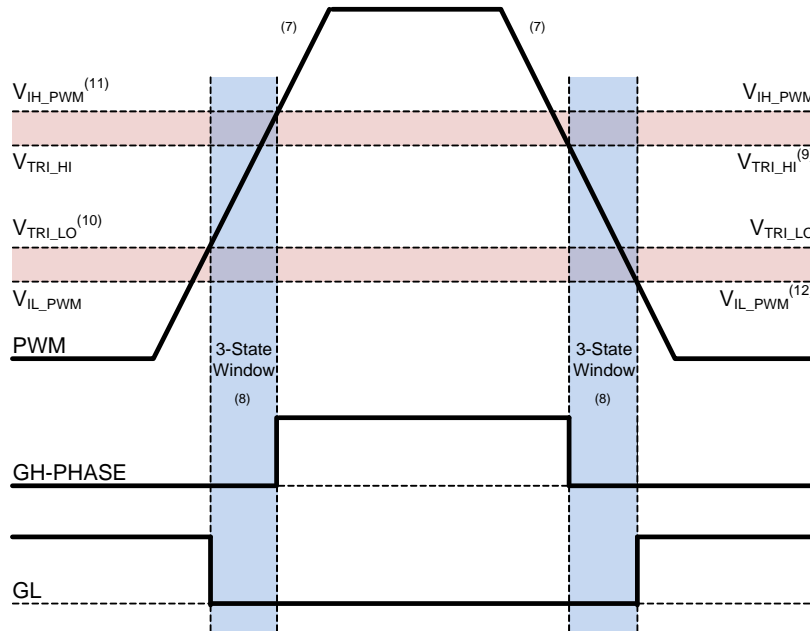 (7) (7)
V_IH_PWM(11) V_IH_PWM
V_TRI_HI V_TRI_HI(9
V_TRI_LO(10) V_TRI_LO
V_IL_PWM V_IL_PWM(12
PWM
3-State 3-State
Window Window
(8) (8)
GH-PHASE
GL